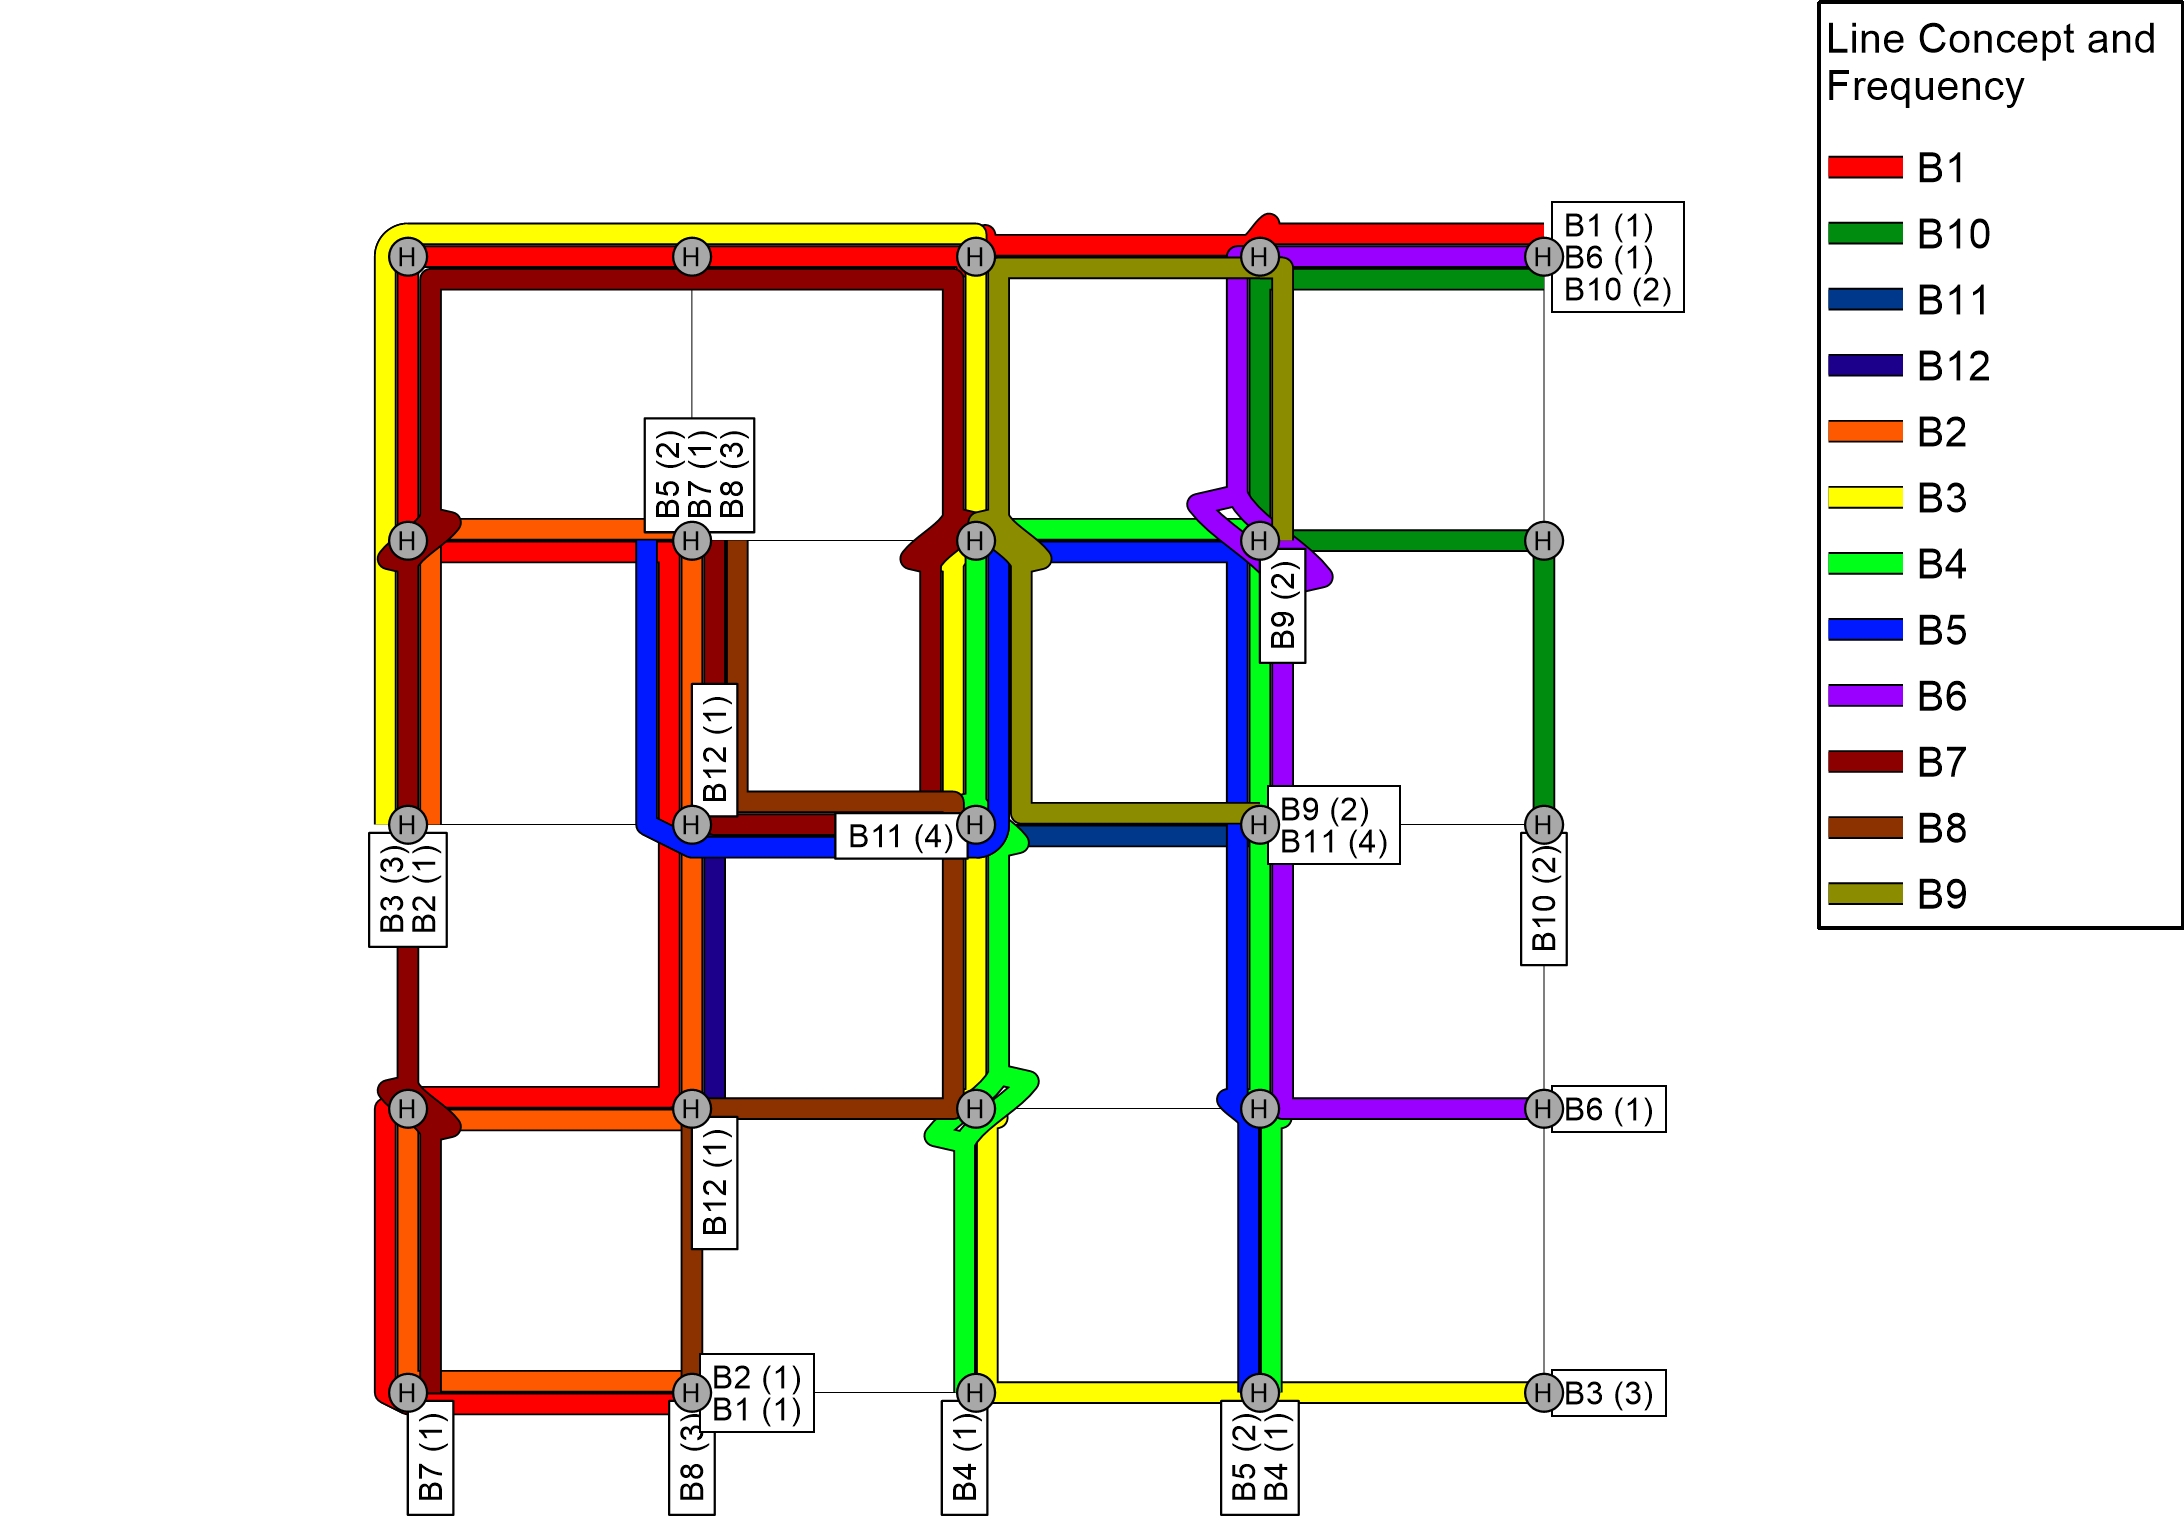 Line Concept and
Frequency
B1
B10
B11
B12
B2
B3
B4
B5
B6
B7
B8
B9
B1 (1)
B6 (1)
B10 (2)
H H H H H
B5 (2)
B7 (1)
B8 (3)
H H H H H
B9 (2)
B12 (1)
B11 (4)
B9 (2)
B11 (4)
H H H H H
B3 (3)
B2 (1)
B10 (2)
H H H H H
B6 (1)
B12 (1)
B2 (1)
B1 (1)
H H H H H
B3 (3)
B7 (1)
B8 (3)
B4 (1)
B5 (2)
B4 (1)